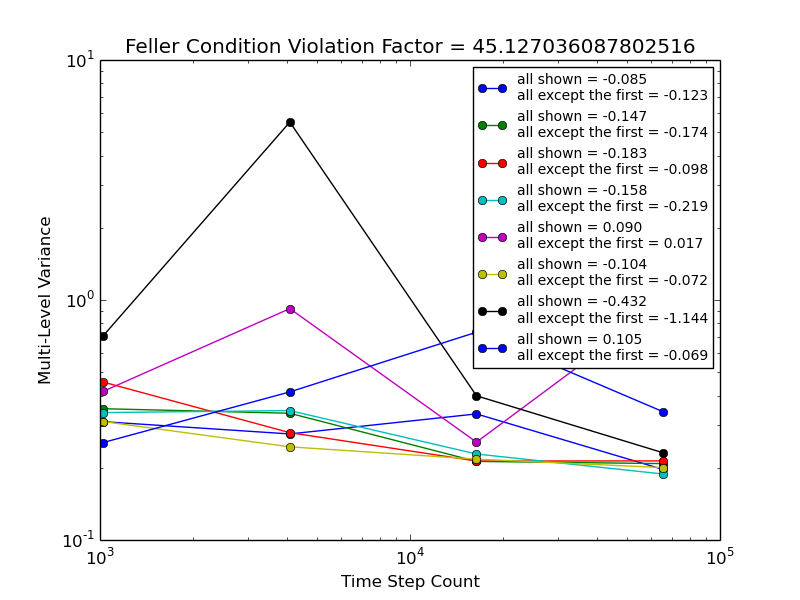 Feller Condition Violation Factor = 45.127036087802516
10^1
10^0
10^-1
Multi-Level Variance
all shown = -0.085
all except the first = -0.123
all shown = -0.147
all except the first = -0.174
all shown = -0.183
all except the first = -0.098
all shown = -0.158
all except the first = -0.219
all shown = 0.090
all except the first = 0.017
all shown = -0.104
all except the first = -0.072
all shown = -0.432
all except the first = -1.144
all shown = 0.105
all except the first = -0.069
10^3 10^4 10^5
Time Step Count